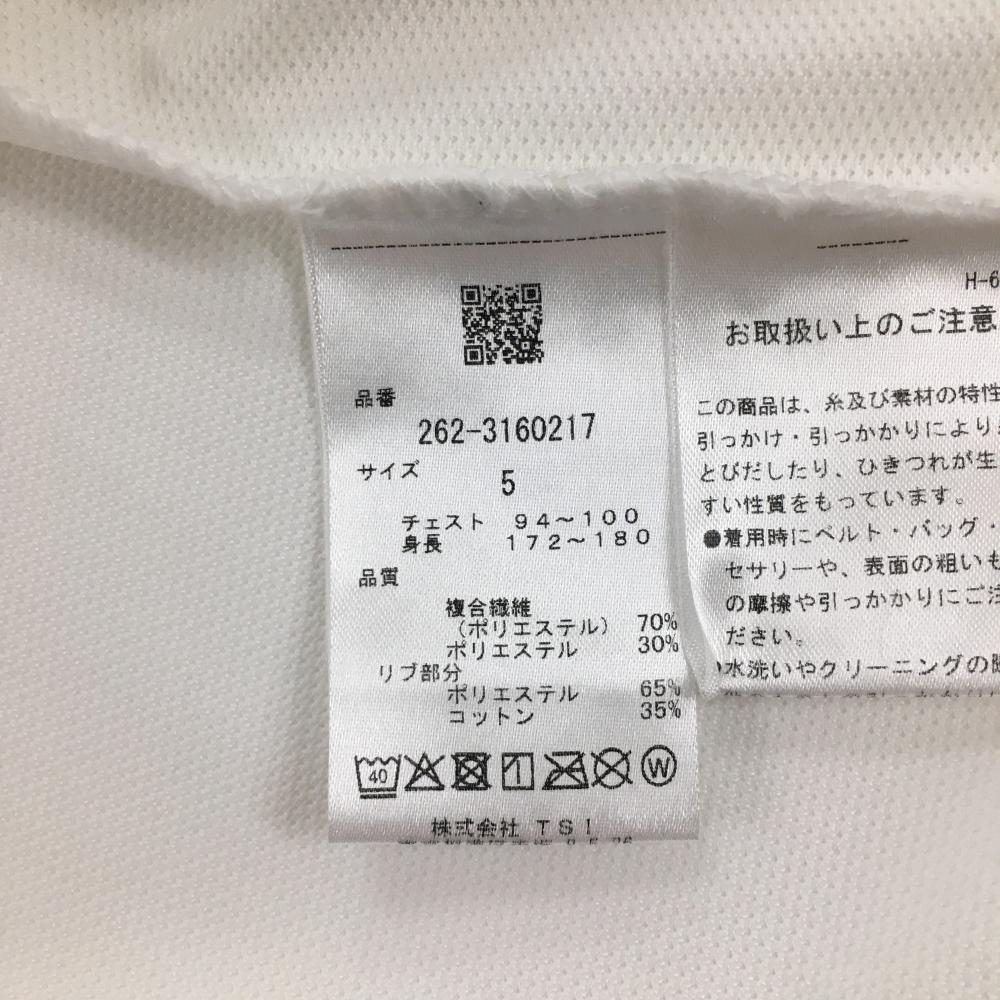 品番
262-3160217
サイズ
5
チェスト 94～100
身長 172～180
品質
複合繊維
(ポリエステル) 70%
ポリエステル 30%
リブ部分
ポリエステル 65%
コットン 35%
40
W
株式会社 TSI
H-6
お取扱い上のご注意
この商品は、糸及び素材の特性
引っかけ・引っかかりにより
とびだしたり、ひきつれが生
すい性質をもっています。
●着用時にベルト・バッグ・
セサリーや、表面の粗いも
の摩擦や引っかかりにご注
ださい。
水洗いやクリーニングの際